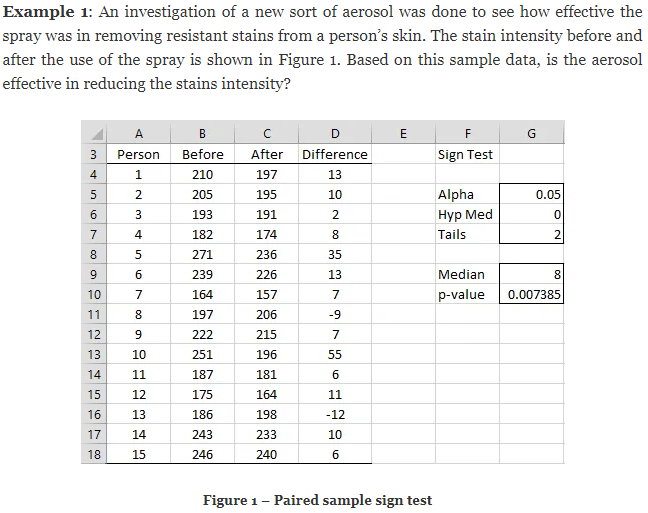 Example 1: An investigation of a new sort of aerosol was done to see how effective the
spray was in removing resistant stains from a person’s skin. The stain intensity before and
after the use of the spray is shown in Figure 1. Based on this sample data, is the aerosol
effective in reducing the stains intensity?
A B C D E F G
3 Person Before After Difference Sign Test
4 1 210 197 13
5 2 205 195 10 Alpha 0.05
6 3 193 191 2 Hyp Med 0
7 4 182 174 8 Tails 2
8 5 271 236 35
9 6 239 226 13 Median 8
10 7 164 157 7 p-value 0.007385
11 8 197 206 -9
12 9 222 215 7
13 10 251 196 55
14 11 187 181 6
15 12 175 164 11
16 13 186 198 -12
17 14 243 233 10
18 15 246 240 6
Figure 1 – Paired sample sign test